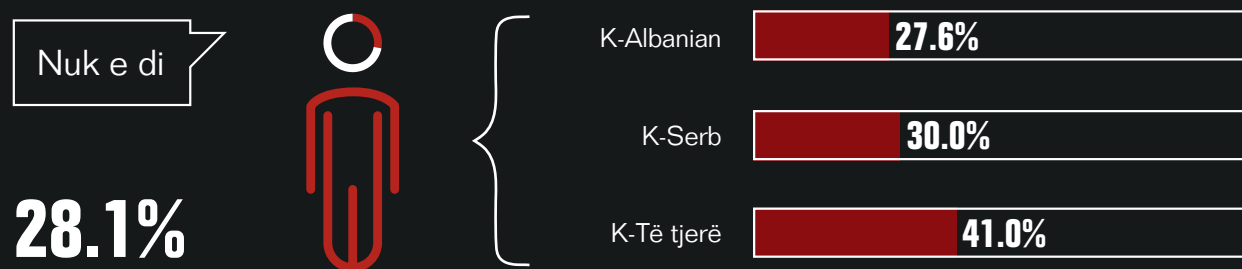 Nuk e di
28.1%
K-Albanian
27.6%
K-Serb
30.0%
K-Të tjerë
41.0%